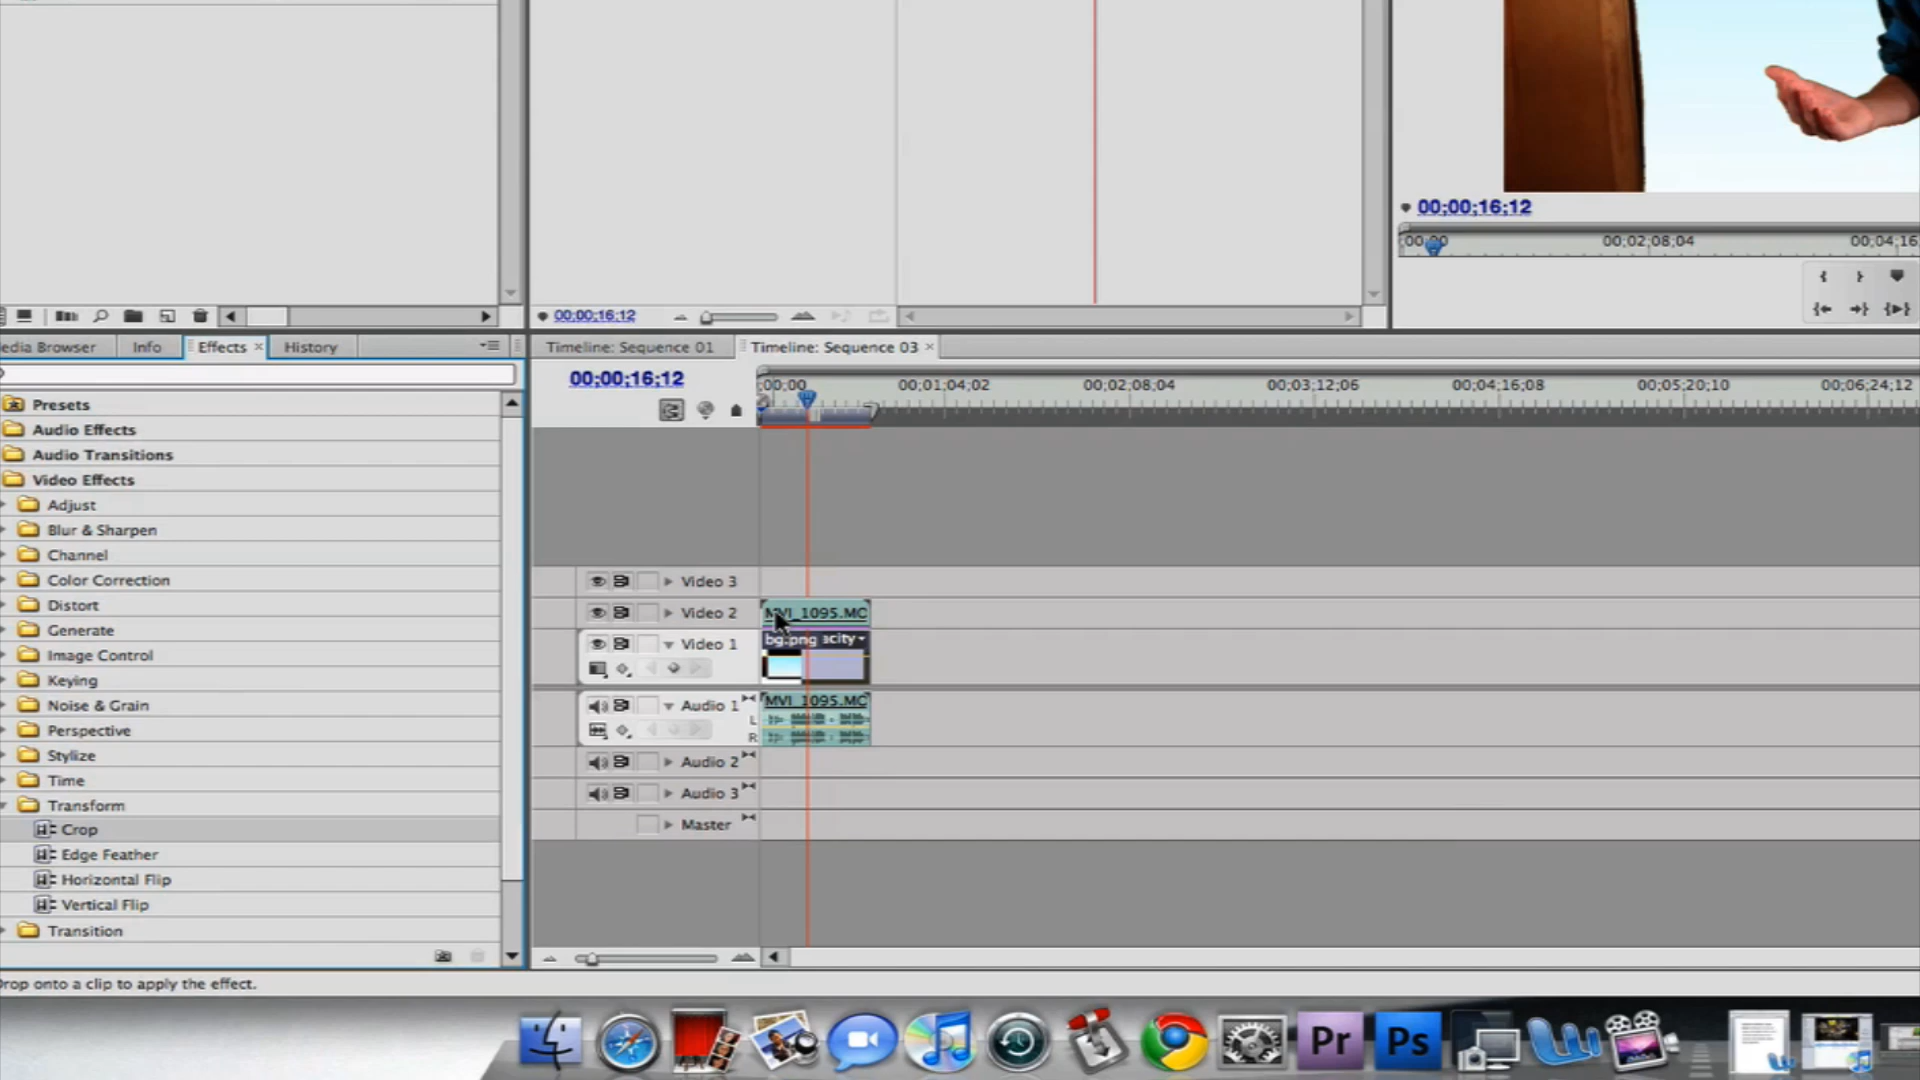 00;00;16;12
00;00
00;02;08;04
00;04;16
00;00;16;12
edia Browser
Info
Effects
History
Timeline: Sequence 01
Timeline: Sequence 03
00;00;16;12
;00;00
00;01;04;02
00;02;08;04
00;03;12;06
00;04;16;08
00;05;20;10
00;06;24;12
Presets
Audio Effects
Audio Transitions
Video Effects
Adjust
Blur & Sharpen
Channel
Color Correction
Distort
Generate
Image Control
Keying
Noise & Grain
Perspective
Stylize
Time
Transform
Crop
Edge Feather
Horizontal Flip
Vertical Flip
Transition
Video 3
Video 2
MVI_1095.MO
Video 1
bg.png
acity
Audio 1
MVI_1095.MO
L
R
Audio 2
Audio 3
Master
Drop onto a clip to apply the effect.
Pr
Ps